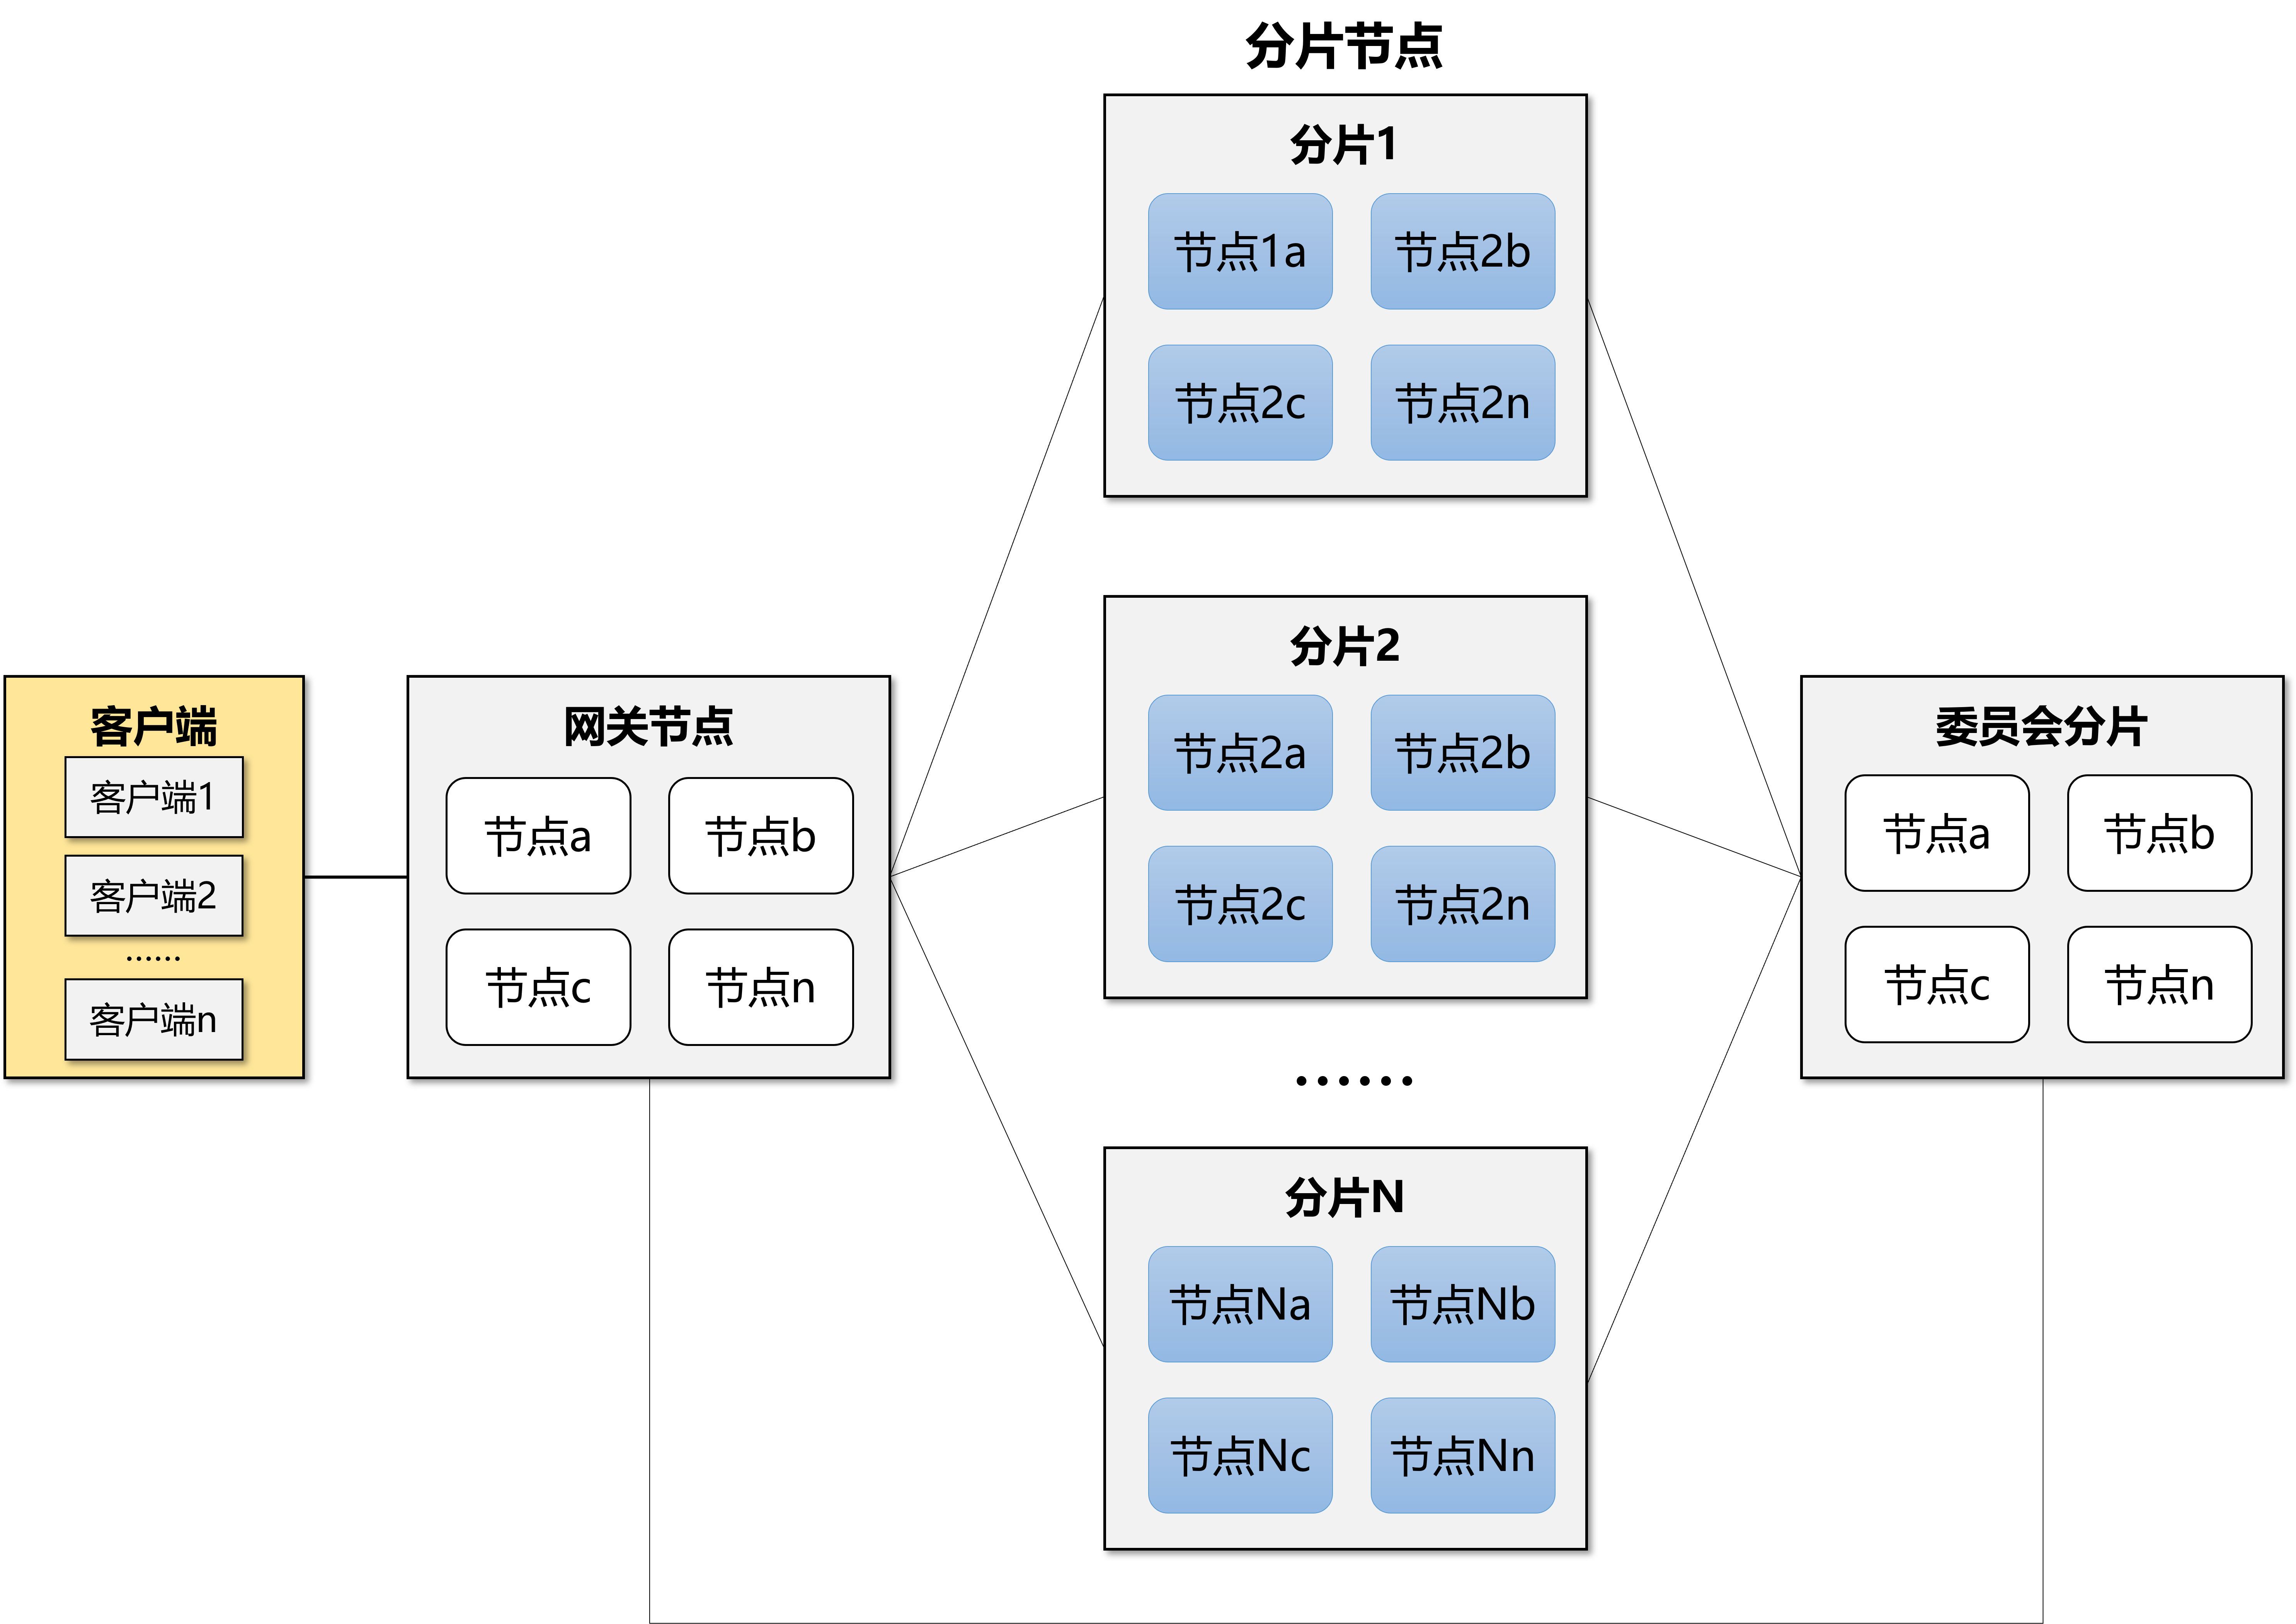 分片节点
分片1
节点1a 节点2b
节点2c 节点2n
分片2
节点2a 节点2b
节点2c 节点2n
······
分片N
节点Na 节点Nb
节点Nc 节点Nn
客户端
客户端1
客户端2
······
客户端n
网关节点
节点a 节点b
节点c 节点n
委员会分片
节点a 节点b
节点c 节点n